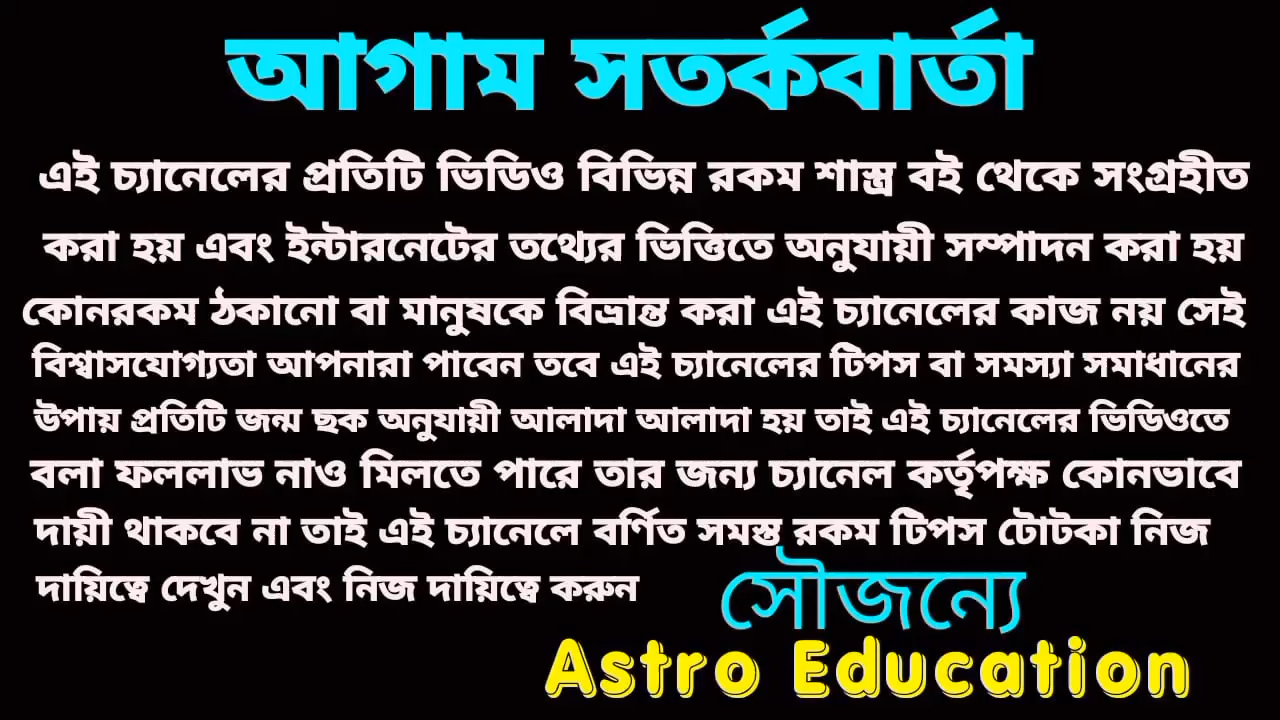 আগাম সতর্কবার্তা
এই চ্যানেলের প্রতিটি ভিডিও বিভিন্ন রকম শাস্ত্র বই থেকে সংগ্রহীত
করা হয় এবং ইন্টারনেটের তথ্যের ভিত্তিতে অনুযায়ী সম্পাদন করা হয়
কোনরকম ঠকানো বা মানুষকে বিভ্রান্ত করা এই চ্যানেলের কাজ নয় সেই
বিশ্বাসযোগ্যতা আপনারা পাবেন তবে এই চ্যানেলের টিপস বা সমস্যা সমাধানের
উপায় প্রতিটি জন্ম ছক অনুযায়ী আলাদা আলাদা হয় তাই এই চ্যানেলের ভিডিওতে
বলা ফললাভ নাও মিলতে পারে তার জন্য চ্যানেল কর্তৃপক্ষ কোনভাবে
দায়ী থাকবে না তাই এই চ্যানেলে বর্ণিত সমস্ত রকম টিপস টোটকা নিজ
দায়িত্বে দেখুন এবং নিজ দায়িত্বে করুন
সৌজন্যে
Astro Education